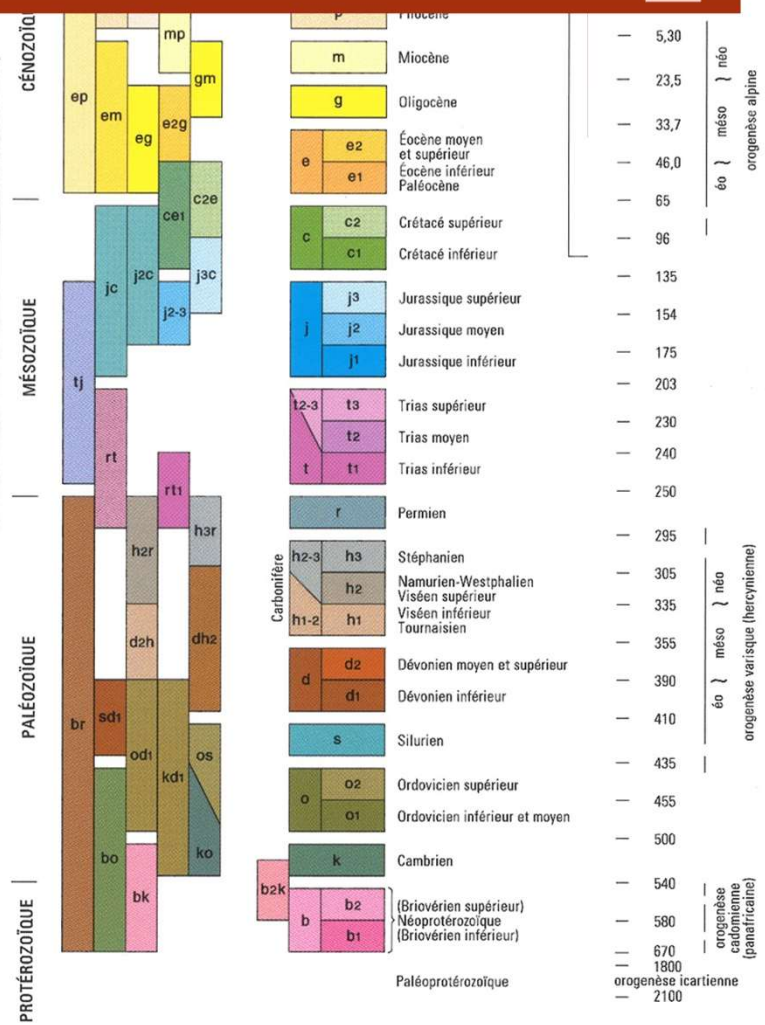 CÉNOZOÏQUE
MÉSOZOÏQUE
PALÉOZOÏQUE
PROTÉROZOÏQUE
mp
gm
ep
em
eg
e2g
ce1
c2e
jc
j2c
j3c
j2-3
tj
rt
rt1
h2r
h3r
d2h
dh2
br
sd1
od1
kd1
os
ko
bo
bk
p Pliocène 5,30
m Miocène 23,5
g Oligocène 33,7
e e2 Éocène moyen
et supérieur 46,0
e1 Éocène inférieur
Paléocène 65
c c2 Crétacé supérieur 96
c1 Crétacé inférieur 135
j j3 Jurassique supérieur 154
j2 Jurassique moyen 175
j1 Jurassique inférieur 203
t2-3 t3 Trias supérieur 230
t2 Trias moyen 240
t t1 Trias inférieur 250
r Permien 295
Carbonifère
h2-3 h3 Stéphanien 305
h2 Namurien-Westphalien
Viséen supérieur 335
h1-2 h1 Viséen inférieur
Tournaisien 355
d d2 Dévonien moyen et supérieur 390
d1 Dévonien inférieur 410
s Silurien 435
o o2 Ordovicien supérieur 455
o1 Ordovicien inférieur et moyen 500
k Cambrien 540
b2k
b b2 (Briovérien supérieur) 580
Néoprotérozoïque
b1 (Briovérien inférieur) 670
1800
Paléoprotérozoïque orogenèse icartienne
2100
éo ~ méso ~ néo
orogenèse alpine
éo ~ méso ~ néo
orogenèse varisque (hercynienne)
orogenèse
cadomienne
(panafricaine)